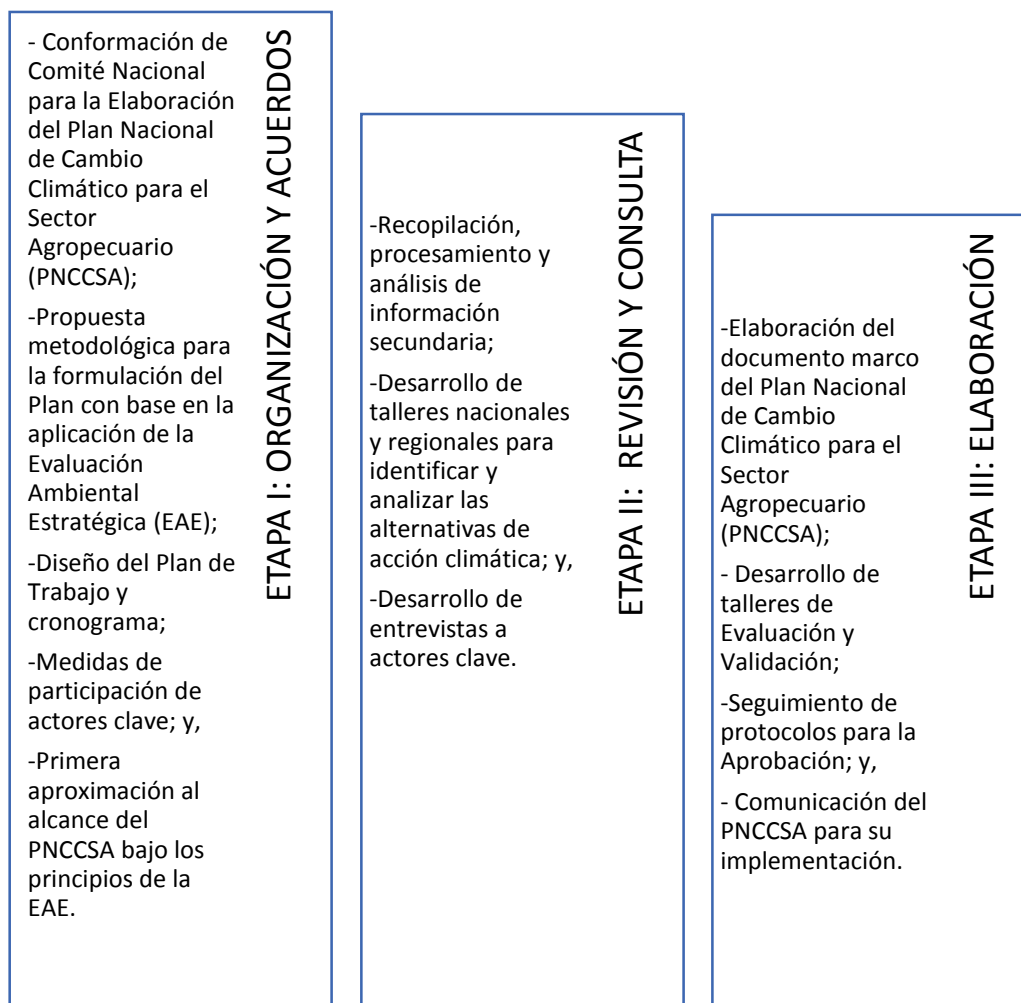 ETAPA I: ORGANIZACIÓN Y ACUERDOS
- Conformación de
Comité Nacional
para la Elaboración
del Plan Nacional
de Cambio
Climático para el
Sector
Agropecuario
(PNCCSA);
-Propuesta
metodológica para
la formulación del
Plan con base en la
aplicación de la
Evaluación
Ambiental
Estratégica (EAE);
-Diseño del Plan de
Trabajo y
cronograma;
-Medidas de
participación de
actores clave; y,
-Primera
aproximación al
alcance del
PNCCSA bajo los
principios de la
EAE.
ETAPA II: REVISIÓN Y CONSULTA
-Recopilación,
procesamiento y
análisis de
información
secundaria;
-Desarrollo de
talleres nacionales
y regionales para
identificar y
analizar las
alternativas de
acción climática; y,
-Desarrollo de
entrevistas a
actores clave.
ETAPA III: ELABORACIÓN
-Elaboración del
documento marco
del Plan Nacional
de Cambio
Climático para el
Sector
Agropecuario
(PNCCSA);
- Desarrollo de
talleres de
Evaluación y
Validación;
-Seguimiento de
protocolos para la
Aprobación; y,
- Comunicación del
PNCCSA para su
implementación.